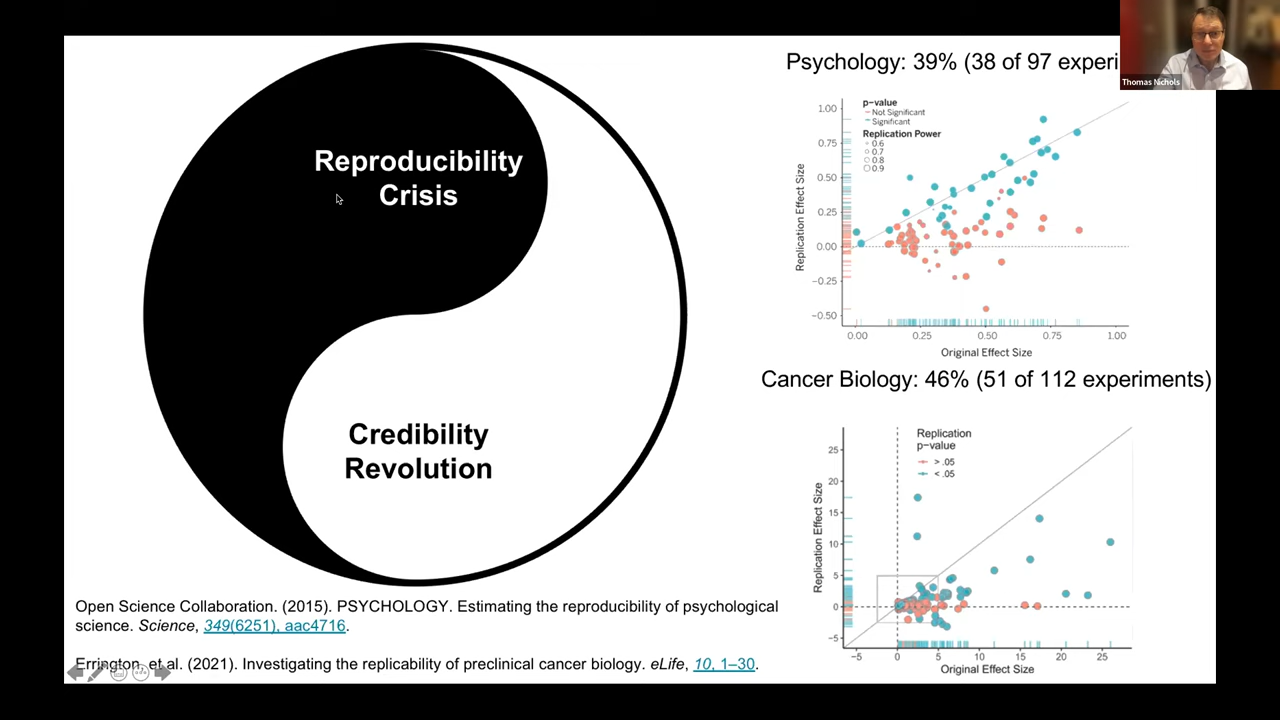 Reproducibility
Crisis
Credibility
Revolution
Open Science Collaboration. (2015). PSYCHOLOGY. Estimating the reproducibility of psychological
science. Science, 349(6251), aac4716.
Errington, et al. (2021). Investigating the replicability of preclinical cancer biology. eLife, 10, 1–30.
Psychology: 39% (38 of 97 experi
Thomas Nichols
p-value
Not Significant
Significant
Replication Power
0.6
0.7
0.8
0.9
Replication Effect Size
1.00
0.75
0.50
0.25
0.00
−0.25
−0.50
0.00 0.25 0.50 0.75 1.00
Original Effect Size
Cancer Biology: 46% (51 of 112 experiments)
Replication
p−value
> .05
< .05
Replication Effect Size
25
20
15
10
5
0
−5
−5 0 5 10 15 20 25
Original Effect Size